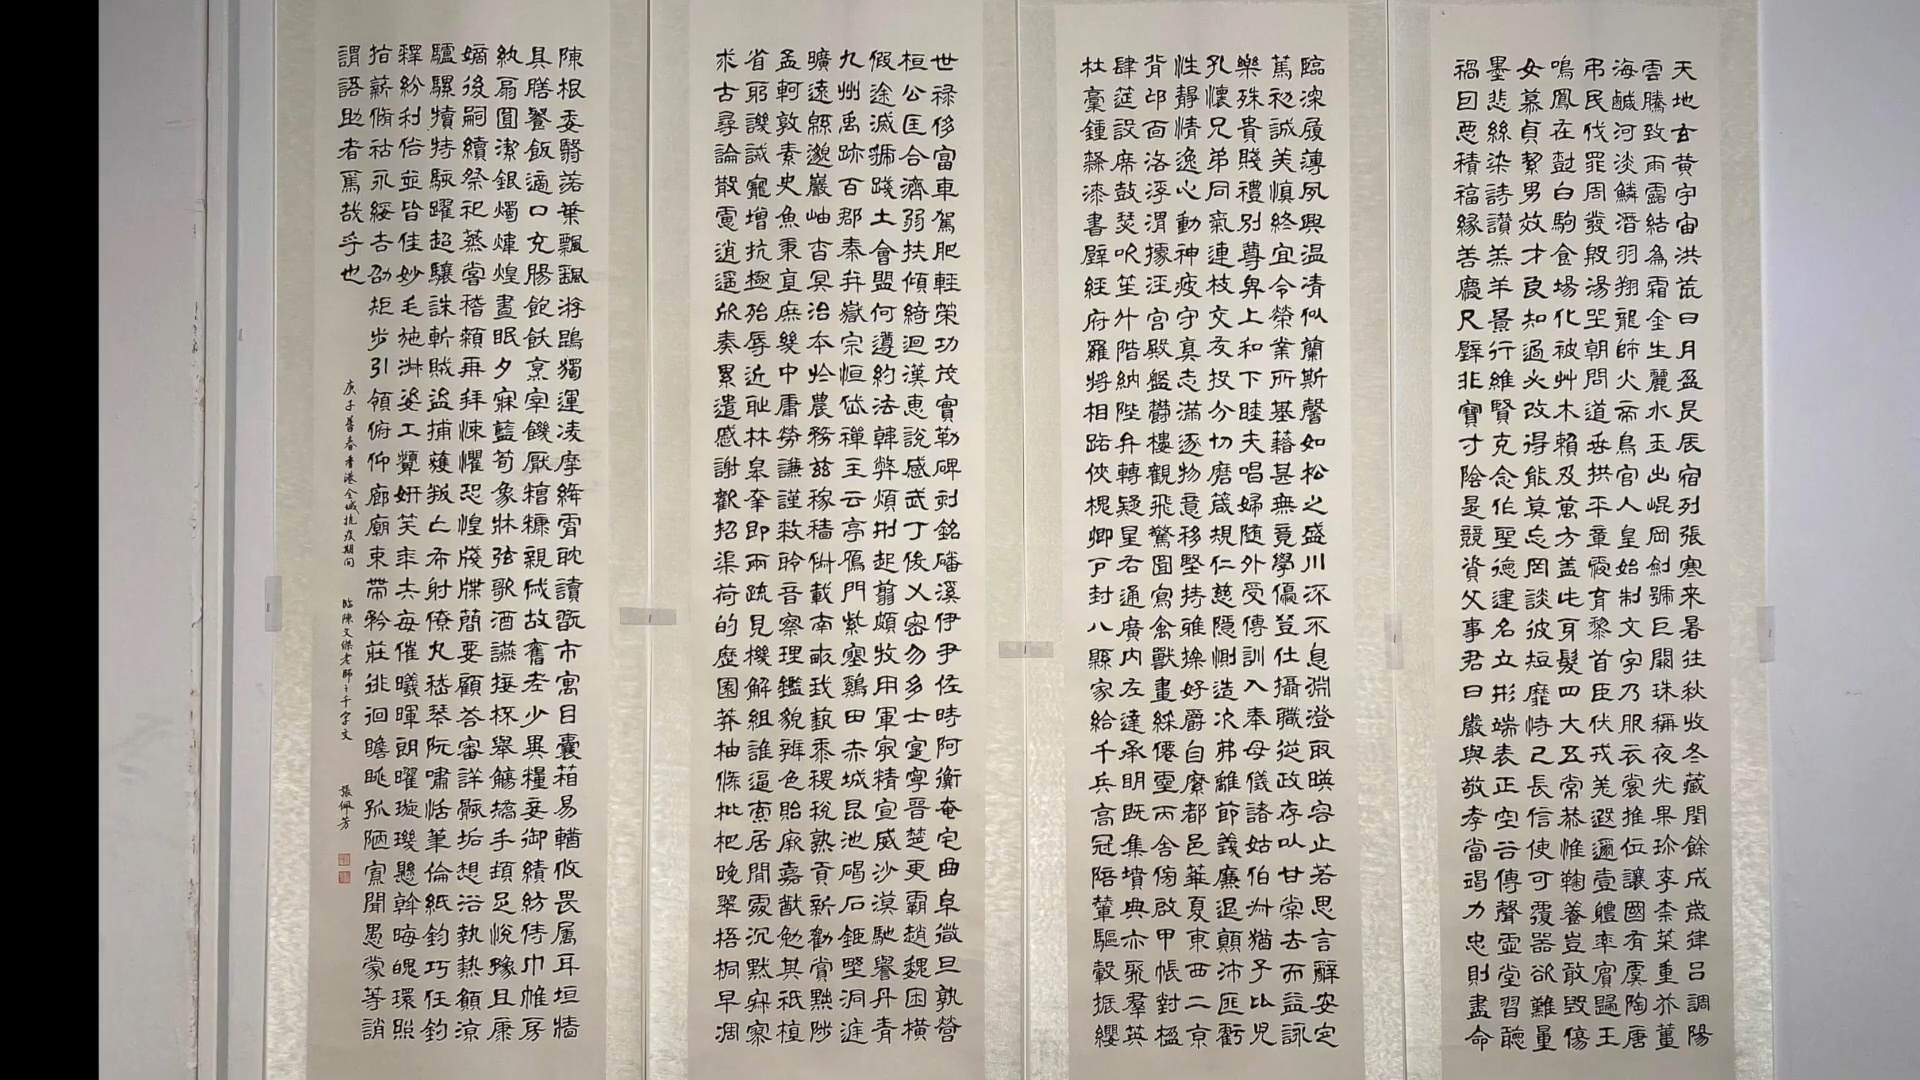 天地玄黃宇宙洪荒日月盈昃辰宿列張寒来暑往秋收冬藏閏餘成歲律呂調陽
雲騰致雨露結為霜金生麗水玉出崐岡劍號巨闕珠稱夜光果珍李柰菜重芥薑
海鹹河淡鱗潛羽翔龍師火帝鳥官人皇始制文字乃服衣裳推位讓國有虞陶唐
弔民伐罪周發殷湯坐朝問道垂拱平章愛育黎首臣伏戎羌遐邇壹體率賓歸王
鳴鳳在樹白駒食場化被艸木賴及萬方盖此身髮四大五常恭惟鞠養豈敢毀傷
女慕貞絜男效才良知過必改得能莫忘罔談彼短靡恃己長信使可覆器欲難量
墨悲絲染詩讚羔羊景行維賢克念作聖德建名立形端表正空谷傳聲虛堂習聽
禍因惡積福緣善慶尺璧非寶寸陰是競資父事君曰嚴與敬孝當竭力忠則盡命
臨深履薄夙興温凊似蘭斯馨如松之盛川流不息淵澄取暎容止若思言辭安定
篤初誠美慎終宜令榮業所基藉甚無竟學優登仕攝職從政存以甘棠去而益詠
樂殊貴賤禮別尊卑上和下睦夫唱婦隨外受傅訓入奉母儀諸姑伯叔猶子比兒
孔懷兄弟同氣連枝交友投分切磨箴規仁慈隱惻造次弗離節義廉退顛沛匪虧
性靜情逸心動神疲守真志滿逐物意移堅持雅操好爵自縻都邑華夏東西二京
背邙面洛浮渭據涇宮殿盤鬱樓觀飛驚圖寫禽獸畫綵僊靈丙舍傍啟甲帳對楹
肆筵設席鼓瑟吹笙升階納陛弁轉疑星右通廣内左達承明既集墳典亦聚羣英
杜稾鍾隸漆書壁經府羅將相路俠槐卿户封八縣家給千兵高冠陪輦驅轂振纓
世祿侈富車駕肥輕策功茂實勒碑刻銘磻溪伊尹佐時阿衡奄宅曲阜微旦孰營
桓公匡合濟弱扶傾綺迴漢惠說感武丁俊乂密勿多士寔寧晉楚更霸趙魏困橫
假途滅虢踐土會盟何遵約法韓弊煩刑起翦頗牧用軍㝡精宣威沙漠馳譽丹青
九州禹跡百郡秦并嶽宗恒岱禪主云亭鴈門紫塞鷄田赤城昆池碣石鉅野洞庭
曠遠緜邈巖岫杳冥治本於農務茲稼穡俶載南畝我藝黍稷稅熟貢新勸賞黜陟
孟軻敦素史魚秉直庶幾中庸勞謙謹敕聆音察理鑑貌辨色貽厥嘉猷勉其祗植
省躬譏誡寵增抗極殆辱近耻林皋幸即兩疏見機解組誰逼索居閒處沉默寂寥
求古尋論散慮逍遙欣奏累遣慼謝歡招渠荷的歷園莽抽條枇杷晚翠梧桐早凋
陳根委翳落葉飄颻游鵾獨運凌摩絳霄耽讀翫市寓目囊箱易輶攸畏属耳垣牆
具膳餐飯適口充腸飽飫烹宰饑厭糟糠親戚故舊老少異糧妾御績紡侍巾帷房
紈扇圓潔銀燭煒煌晝眠夕寐藍筍象牀弦歌酒讌接杯舉觴矯手頓足悅豫且康
嫡後嗣續祭祀蒸嘗稽顙再拜悚懼恐惶牋牒簡要顧答審詳骸垢想浴執熱願涼
驢騾犢特駭躍超驤誅斬賊盜捕獲叛亡布射僚丸嵇琴阮嘯恬筆倫紙鈞巧任釣
釋紛利俗並皆佳妙毛施淑姿工顰妍笑年矢每催曦暉朗曜璇璣懸斡晦魄環照
指薪脩祜永綏吉劭矩步引領俯仰廊廟束帶矜莊徘徊瞻眺孤陋寡聞愚蒙等誚
謂語助者焉哉乎也
庚子暮春香港全城抗疫期间 臨陳文傑老師之千字文 張佩芳